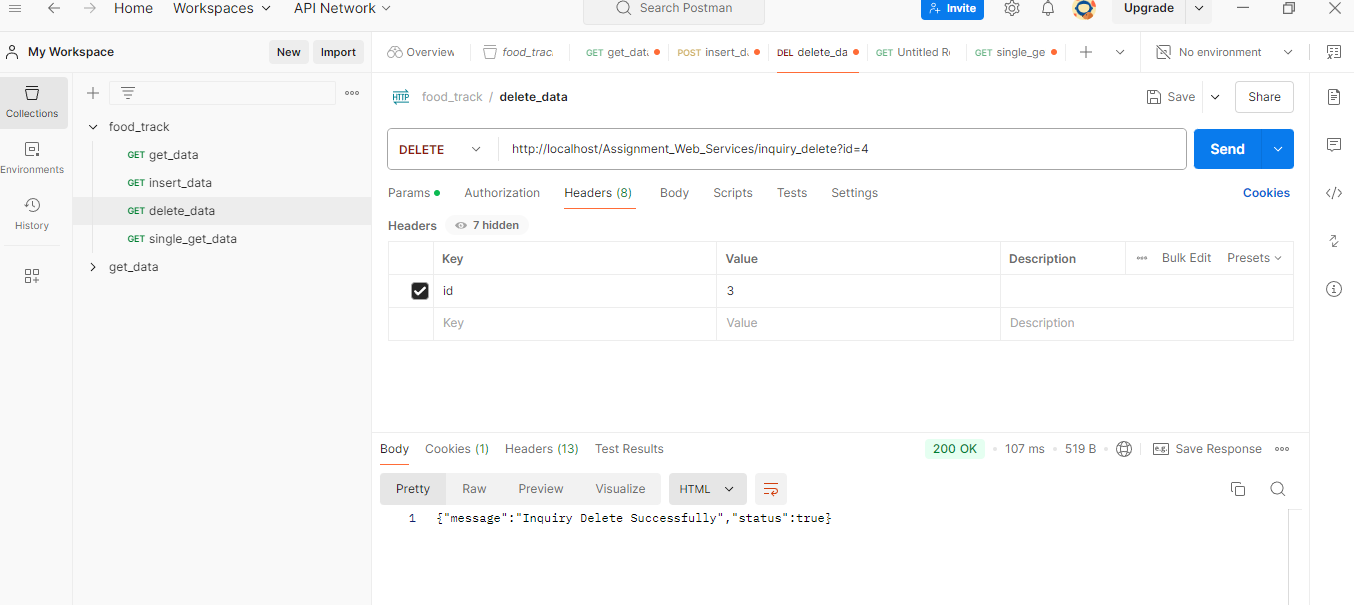 Home Workspaces API Network Search Postman Invite Upgrade
My Workspace New Import Overview food_trac GET get_dat POST insert_d DEL delete_da GET Untitled R GET single_ge No environment
Collections
Environments
History
food_track
GET get_data
GET insert_data
GET delete_data
GET single_get_data
get_data
HTTP food_track / delete_data Save Share
DELETE http://localhost/Assignment_Web_Services/inquiry_delete?id=4 Send
Params Authorization Headers (8) Body Scripts Tests Settings Cookies
Headers 7 hidden
Key Value Description Bulk Edit Presets
id 3
Key Value Description
Body Cookies (1) Headers (13) Test Results 200 OK 107 ms 519 B e.g. Save Response
Pretty Raw Preview Visualize HTML
1 {"message":"Inquiry Delete Successfully","status":true}